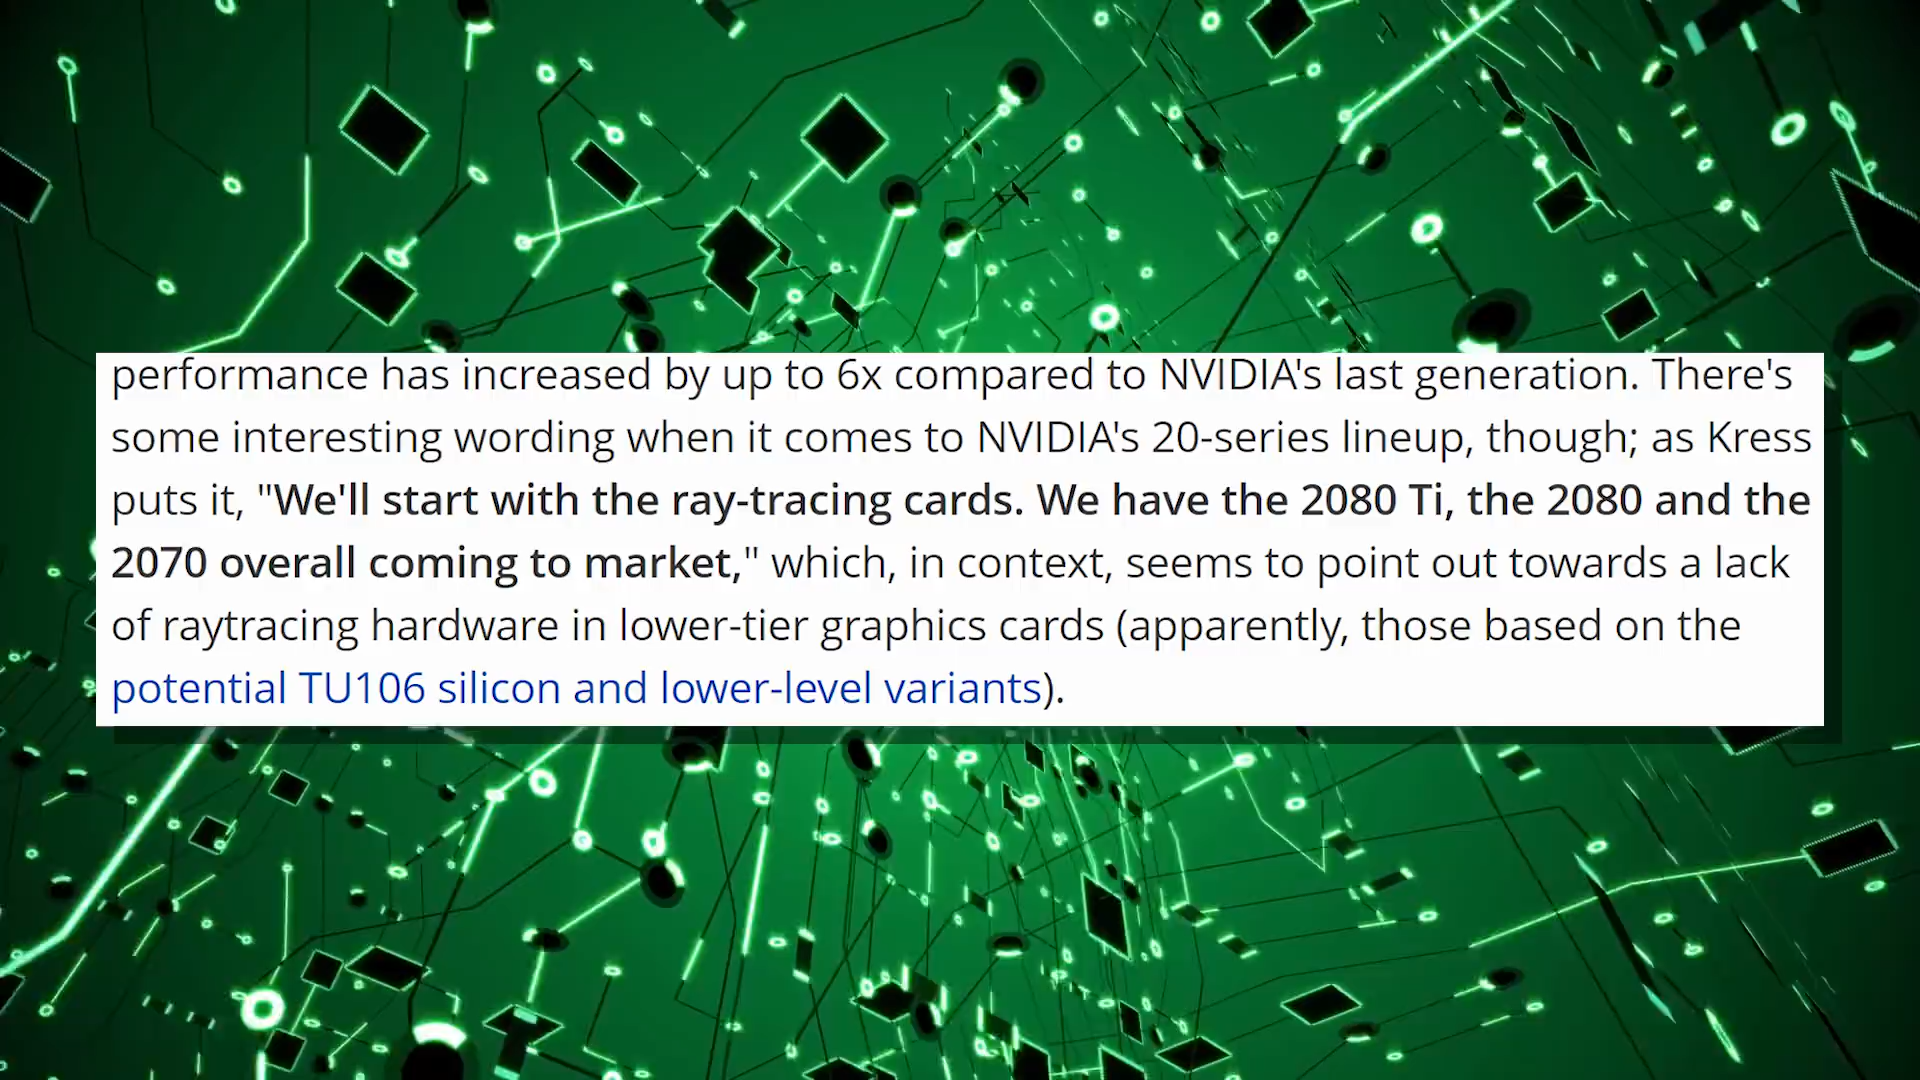 performance has increased by up to 6x compared to NVIDIA's last generation. There's
some interesting wording when it comes to NVIDIA's 20-series lineup, though; as Kress
puts it, "We'll start with the ray-tracing cards. We have the 2080 Ti, the 2080 and the
2070 overall coming to market," which, in context, seems to point out towards a lack
of raytracing hardware in lower-tier graphics cards (apparently, those based on the
potential TU106 silicon and lower-level variants).